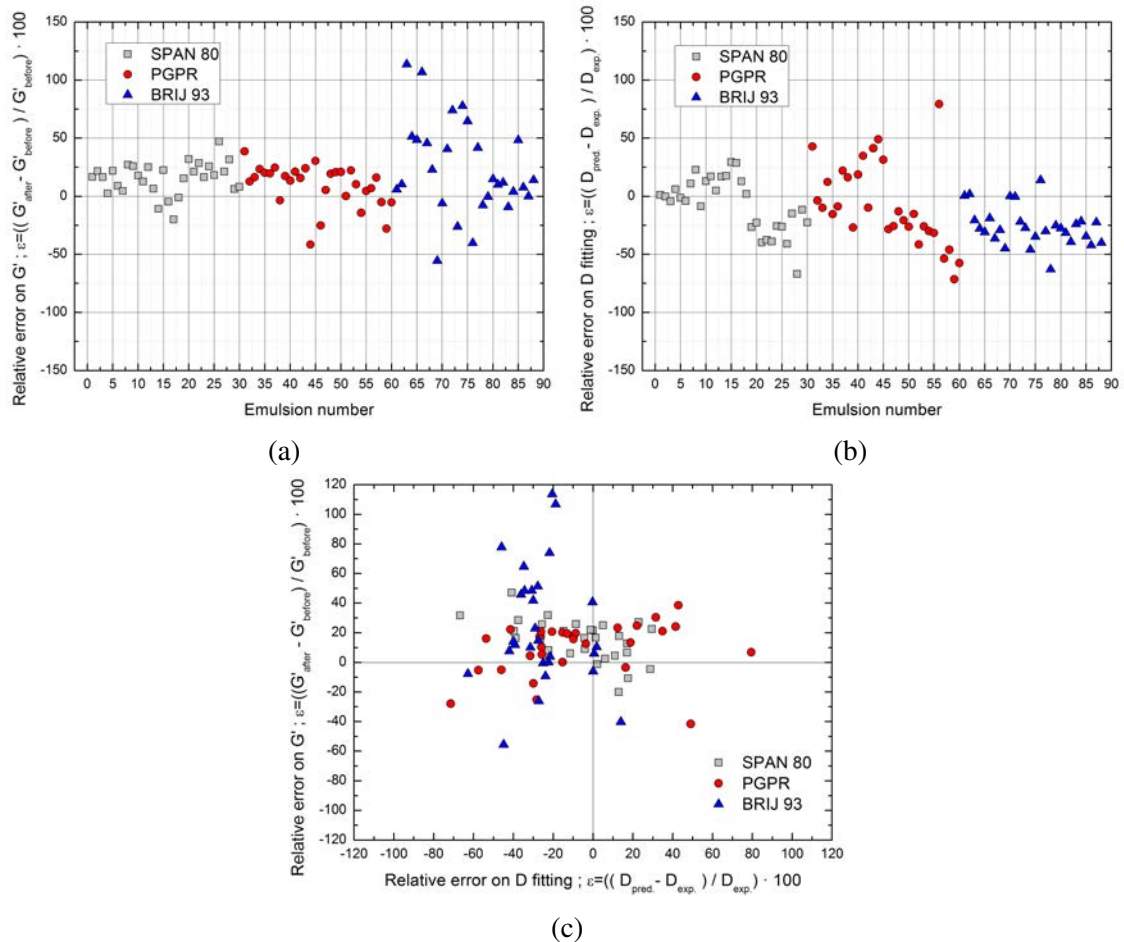 150
100
50
0
-50
-100
-150
Relative error on G' ; ε=(( G'after - G'before ) / G'before ) · 100
SPAN 80
PGPR
BRIJ 93
0 5 10 15 20 25 30 35 40 45 50 55 60 65 70 75 80 85 90
Emulsion number
(a)
150
100
50
0
-50
-100
-150
Relative error on D fitting ; ε=(( Dpred. - Dexp. ) / Dexp.) · 100
SPAN 80
PGPR
BRIJ 93
0 5 10 15 20 25 30 35 40 45 50 55 60 65 70 75 80 85 90
Emulsion number
(b)
120
100
80
60
40
20
0
-20
-40
-60
-80
-100
-120
Relative error on G' ; ε=((G'after - G'before) / G'before) · 100
SPAN 80
PGPR
BRIJ 93
-120 -100 -80 -60 -40 -20 0 20 40 60 80 100 120
Relative error on D fitting ; ε=(( Dpred. - Dexp. ) / Dexp.) · 100
(c)